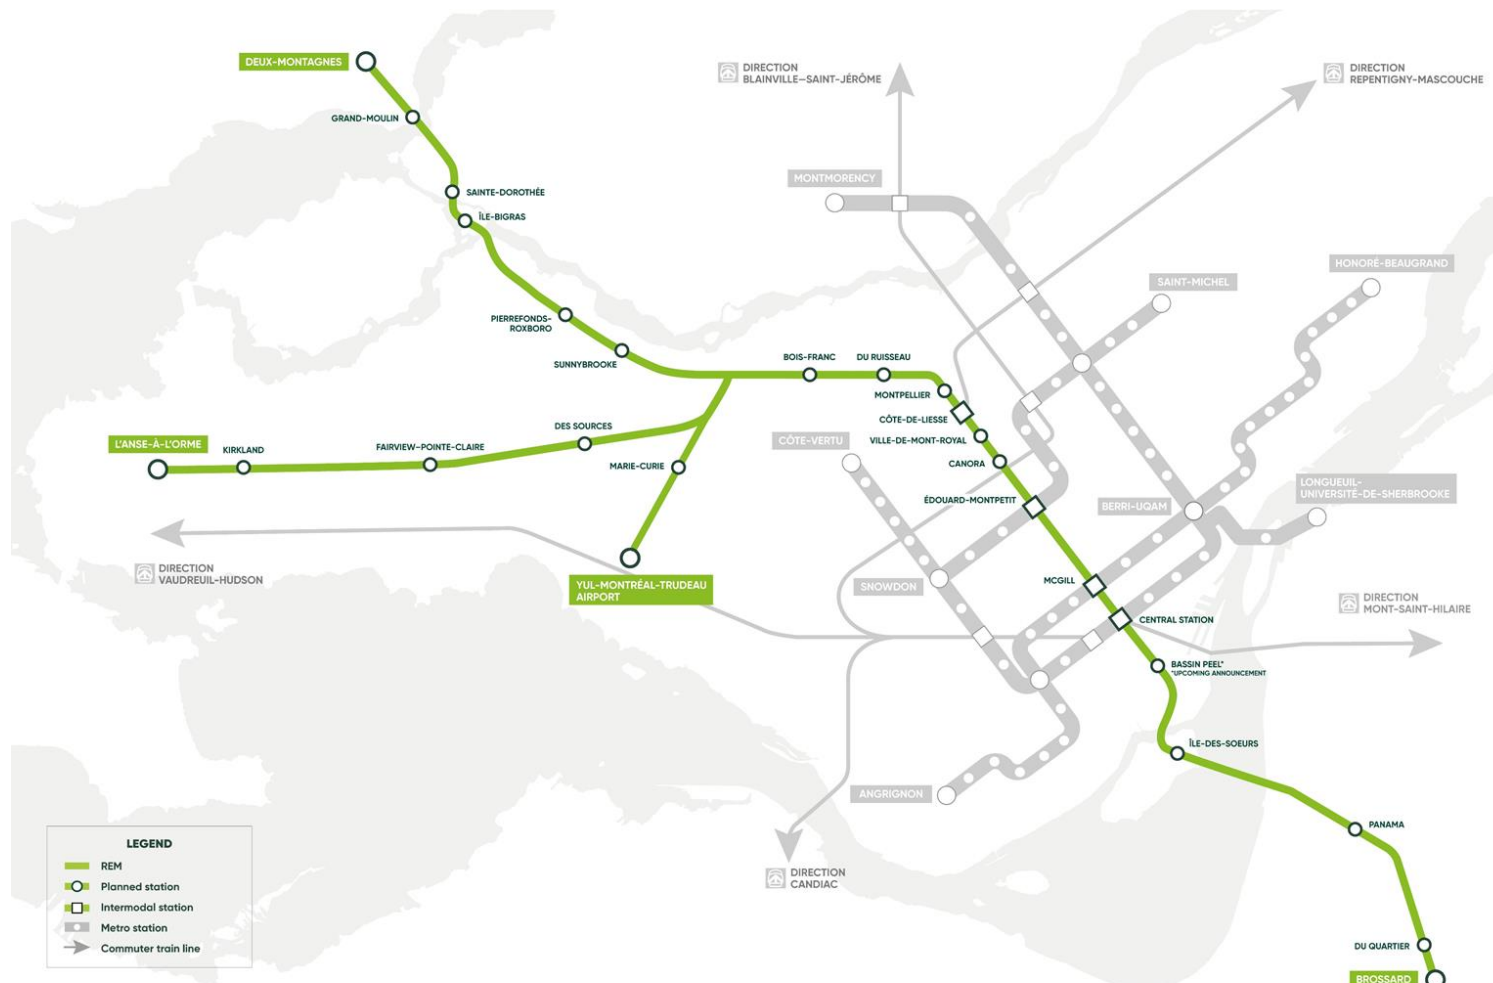 DEUX-MONTAGNES
DIRECTION
BLAINVILLE–SAINT-JÉRÔME
DIRECTION
REPENTIGNY-MASCOUCHE
GRAND-MOULIN
MONTMORENCY
SAINTE-DOROTHÉE
ÎLE-BIGRAS
HONORÉ-BEAUGRAND
SAINT-MICHEL
PIERREFONDS-
ROXBORO
SUNNYBROOKE
BOIS-FRANC
DU RUISSEAU
MONTPELLIER
CÔTE-DE-LIESSE
VILLE-DE-MONT-ROYAL
CANORA
CÔTE-VERTU
DES SOURCES
L'ANSE-À-L'ORME
KIRKLAND
FAIRVIEW–POINTE-CLAIRE
MARIE-CURIE
ÉDOUARD-MONTPETIT
BERRI-UQAM
LONGUEUIL-
UNIVERSITÉ-DE-SHERBROOKE
DIRECTION
VAUDREUIL-HUDSON
YUL-MONTRÉAL-TRUDEAU
AIRPORT
SNOWDON
MCGILL
CENTRAL STATION
DIRECTION
MONT-SAINT-HILAIRE
BASSIN PEEL*
*UPCOMING ANNOUNCEMENT
ÎLE-DES-SOEURS
ANGRIGNON
PANAMA
DIRECTION
CANDIAC
DU QUARTIER
BROSSARD
LEGEND
REM
Planned station
Intermodal station
Metro station
Commuter train line